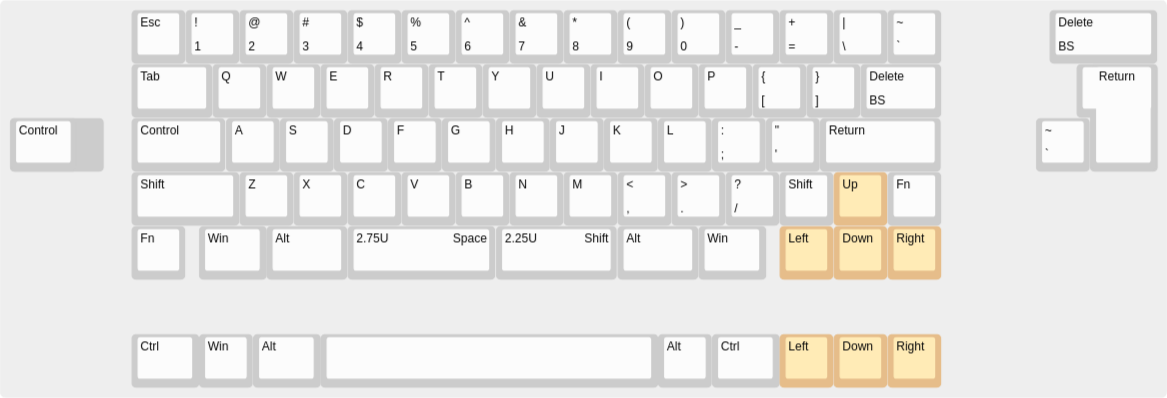 Esc ! @ # $ % ^ & * ( ) _ + | ~ Delete
1 2 3 4 5 6 7 8 9 0 - = \ ` BS
Tab Q W E R T Y U I O P { } Delete Return
[ ] BS
Control Control A S D F G H J K L : " Return ~
; ' `
Shift Z X C V B N M < > ? Shift Up Fn
, . /
Fn Win Alt 2.75U Space 2.25U Shift Alt Win Left Down Right
Ctrl Win Alt Alt Ctrl Left Down Right